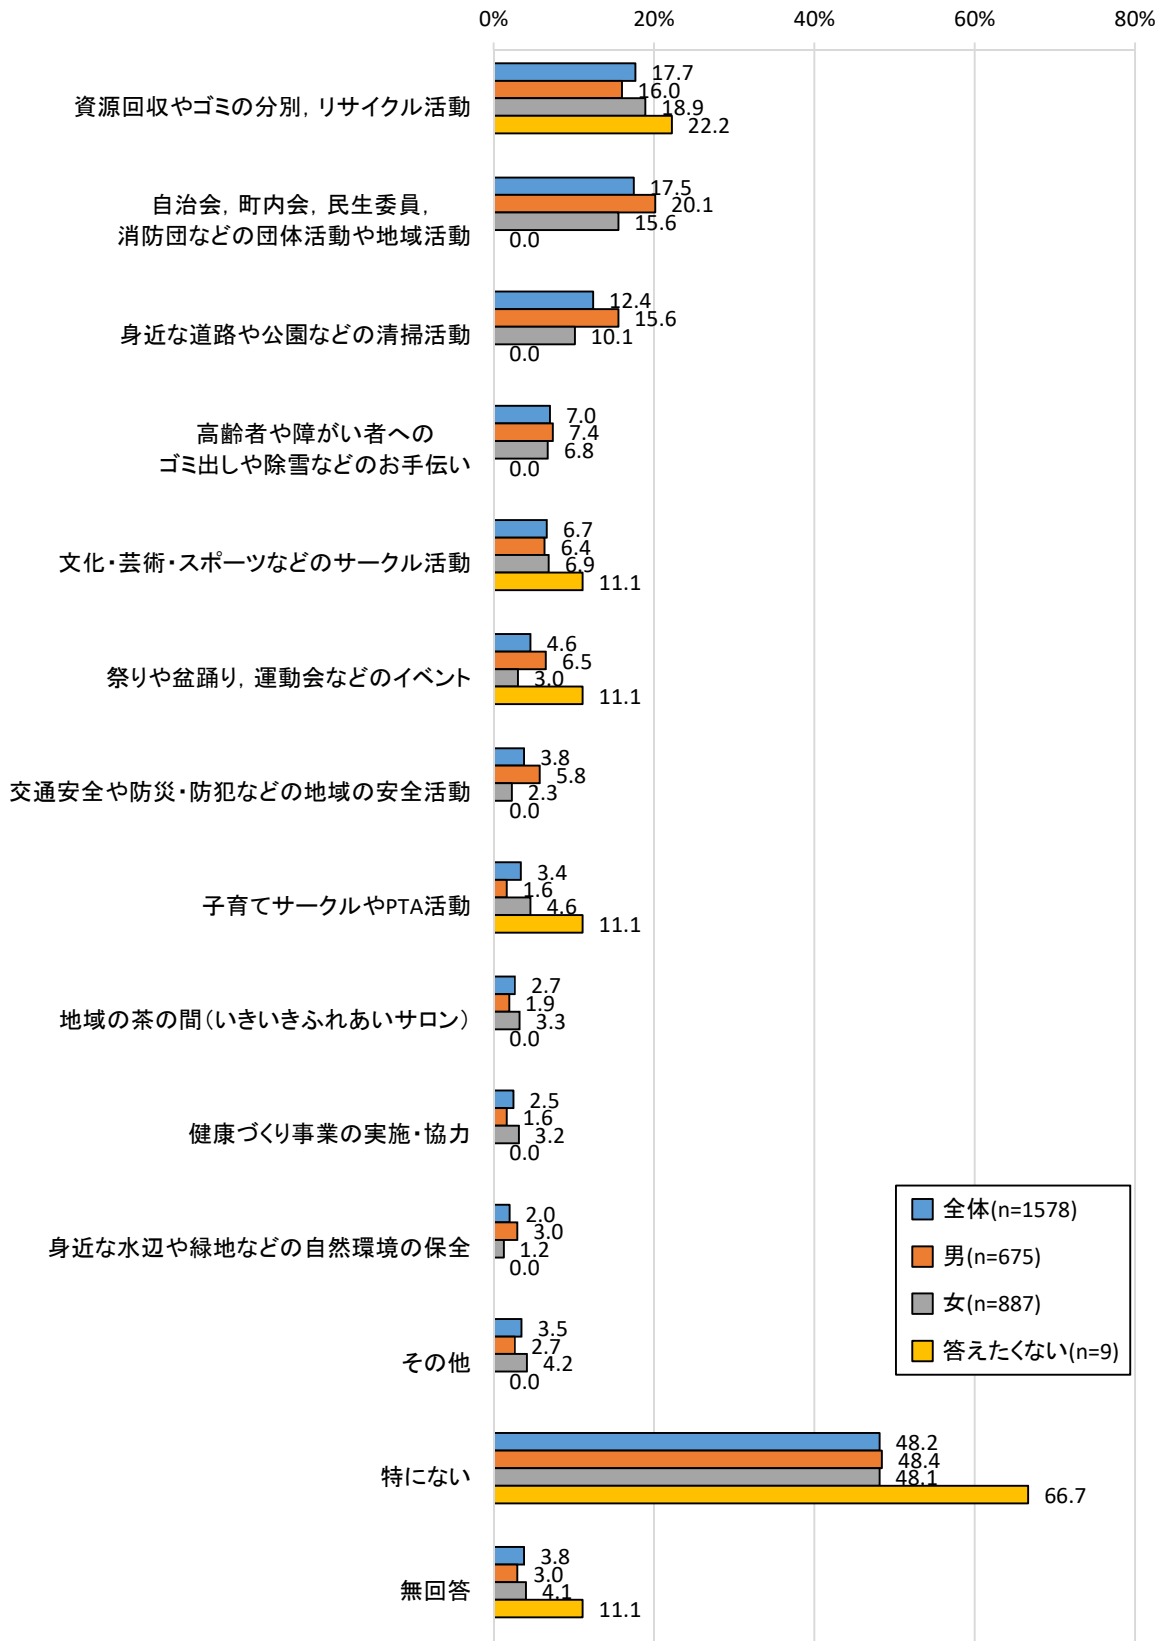 0% 20% 40% 60% 80%
資源回収やゴミの分別，リサイクル活動
17.7
16.0
18.9
22.2
自治会，町内会，民生委員，
消防団などの団体活動や地域活動
17.5
20.1
15.6
0.0
身近な道路や公園などの清掃活動
12.4
15.6
10.1
0.0
高齢者や障がい者への
ゴミ出しや除雪などのお手伝い
7.0
7.4
6.8
0.0
文化・芸術・スポーツなどのサークル活動
6.7
6.4
6.9
11.1
祭りや盆踊り，運動会などのイベント
4.6
6.5
3.0
11.1
交通安全や防災・防犯などの地域の安全活動
3.8
5.8
2.3
0.0
子育てサークルやPTA活動
3.4
1.6
4.6
11.1
地域の茶の間（いきいきふれあいサロン）
2.7
1.9
3.3
0.0
健康づくり事業の実施・協力
2.5
1.6
3.2
0.0
身近な水辺や緑地などの自然環境の保全
2.0
3.0
1.2
0.0
その他
3.5
2.7
4.2
0.0
特にない
48.2
48.4
48.1
66.7
無回答
3.8
3.0
4.1
11.1
全体(n=1578)
男(n=675)
女(n=887)
答えたくない(n=9)